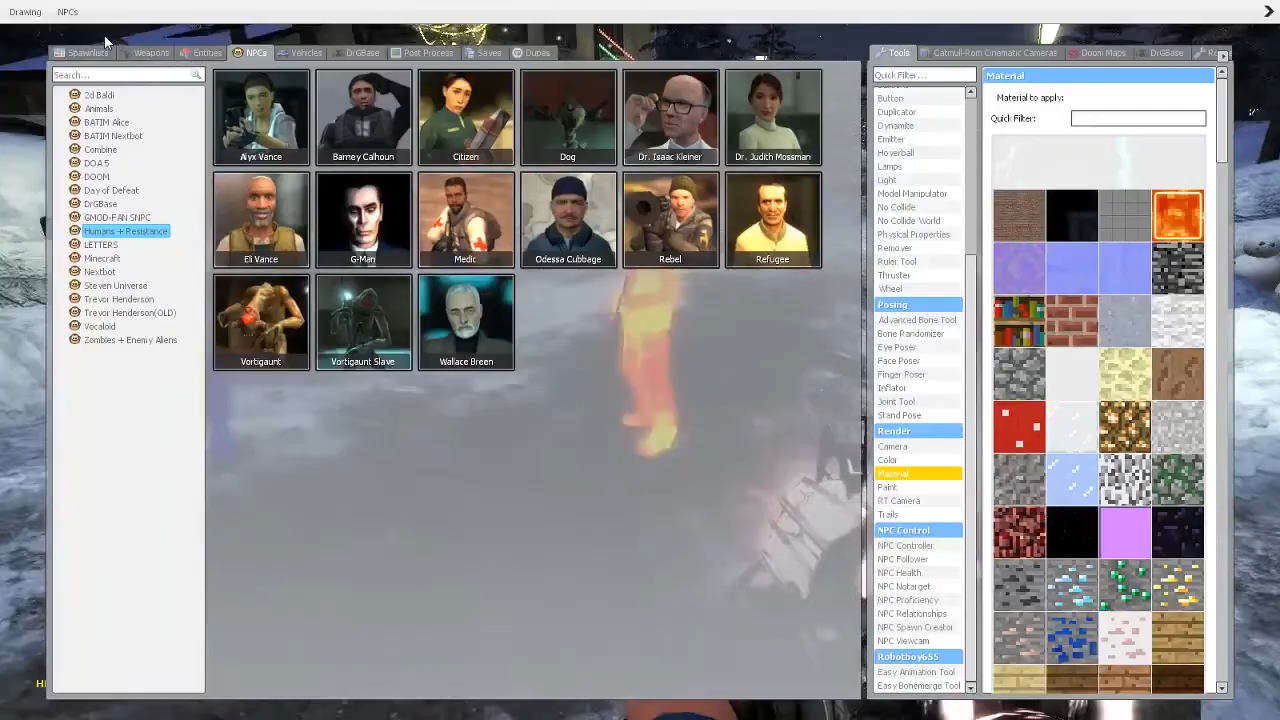 Drawing NPCs
Spawnlists Weapons Entities NPCs Vehicles DrGBase Post Process Saves Dupes
Search...
2d Baldi
Animals
BATIM Alice
BATIM Nextbot
Combine
DOA 5
DOOM
Day of Defeat
DrGBase
GMOD-FAN SNPC
Humans + Resistance
LETTERS
Minecraft
Nextbot
Steven Universe
Trevor Henderson
Trevor Henderson(OLD)
Vocaloid
Zombies + Enemy Aliens
Alyx Vance Barney Calhoun Citizen Dog Dr. Isaac Kleiner Dr. Judith Mossman
Eli Vance G-Man Medic Odessa Cubbage Rebel Refugee
Vortigaunt Vortigaunt Slave Wallace Breen
Tools Catmull-Rom Cinematic Cameras Doom Maps DrGBase
Quick Filter...
Button
Duplicator
Dynamite
Emitter
Hoverball
Lamps
Light
Model Manipulator
No Collide
No Collide World
Physical Properties
Remover
Ruler Tool
Thruster
Wheel
Posing
Advanced Bone Tool
Bone Randomizer
Eye Poser
Face Poser
Finger Poser
Inflator
Joint Tool
Stand Pose
Render
Camera
Color
Material
Paint
RT Camera
Trails
NPC Control
NPC Controller
NPC Follower
NPC Health
NPC Notarget
NPC Proficiency
NPC Relationships
NPC Spawn Creator
NPC Viewcam
Robotboy655
Easy Animation Tool
Easy Bonemerge Tool
Material
Material to apply:
Quick Filter: